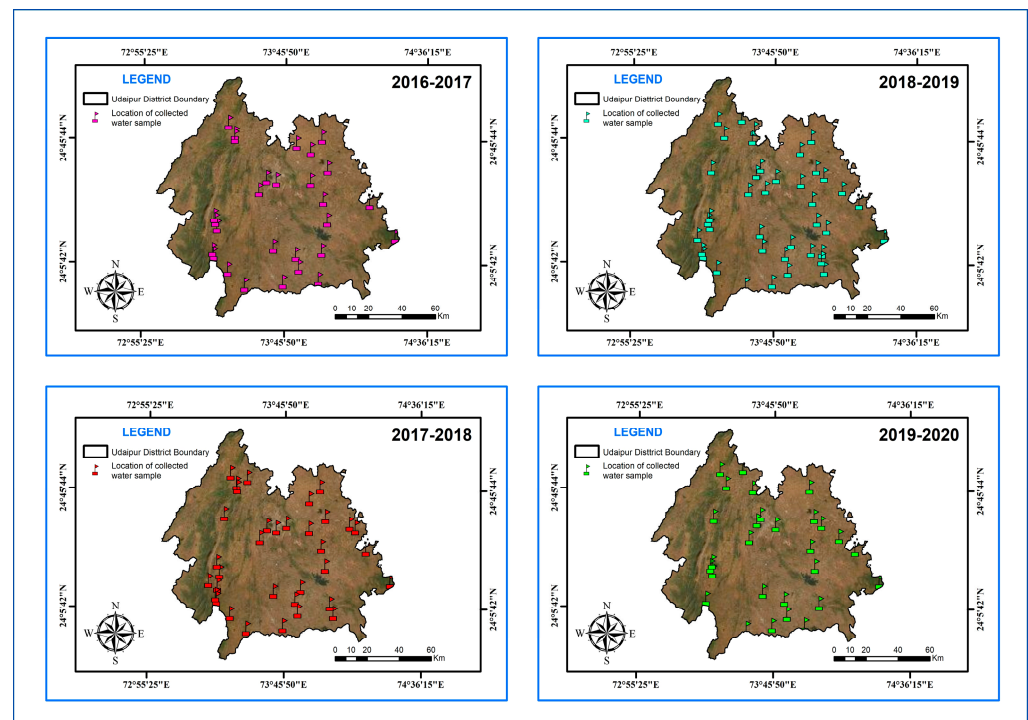 72°55'25"E 73°45'50"E 74°36'15"E
LEGEND
2016-2017
Udaipur Disttrict Doundary
Location of collected
water sample
24°45'44"N
24°45'44"N
24°5'42"N
24°5'42"N
N
W E
S
0 10 20 40 60
Km
72°55'25"E 73°45'50"E 74°36'15"E
72°55'25"E 73°45'50"E 74°36'15"E
LEGEND
2018-2019
Udaipur Disttrict Boundary
Location of collected
water sample
24°45'44"N
24°45'44"N
24°5'42"N
24°5'42"N
N
W E
S
0 10 20 40 60
Km
72°55'25"E 73°45'50"E 74°36'15"E
72°55'25"E 73°45'50"E 74°36'15"E
LEGEND
2017-2018
Udaipur Disttrict Boundary
Location of collected
water sample
24°45'44"N
24°45'44"N
24°5'42"N
24°5'42"N
N
W E
S
0 10 20 40 60
Km
72°55'25"E 73°45'50"E 74°36'15"E
72°55'25"E 73°45'50"E 74°36'15"E
LEGEND
2019-2020
Udaipur Disttrict Boundary
Location of collected
water sample
24°45'44"N
24°45'44"N
24°5'42"N
24°5'42"N
N
W E
S
0 10 20 40 60
Km
72°55'25"E 73°45'50"E 74°36'15"E